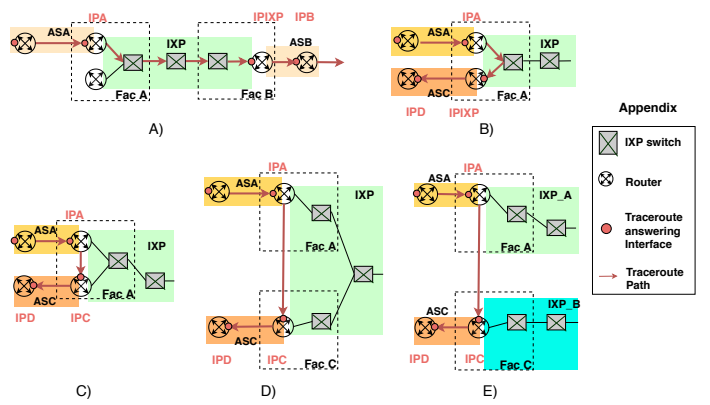 IPA IPIXP IPB
ASA IXP ASB
Fac A Fac B
A)
IPA
ASA IXP
ASC Fac A
IPD IPIXP
B)
Appendix
IXP switch
Router
Traceroute
answering
Interface
Traceroute
Path
IPA
ASA IXP
ASC Fac A
IPD IPC
C)
IPA
ASA IXP
Fac A
ASC
IPD IPC Fac C
D)
IPA
ASA IXP_A
Fac A
IXP_B
ASC
IPD IPC Fac C
E)